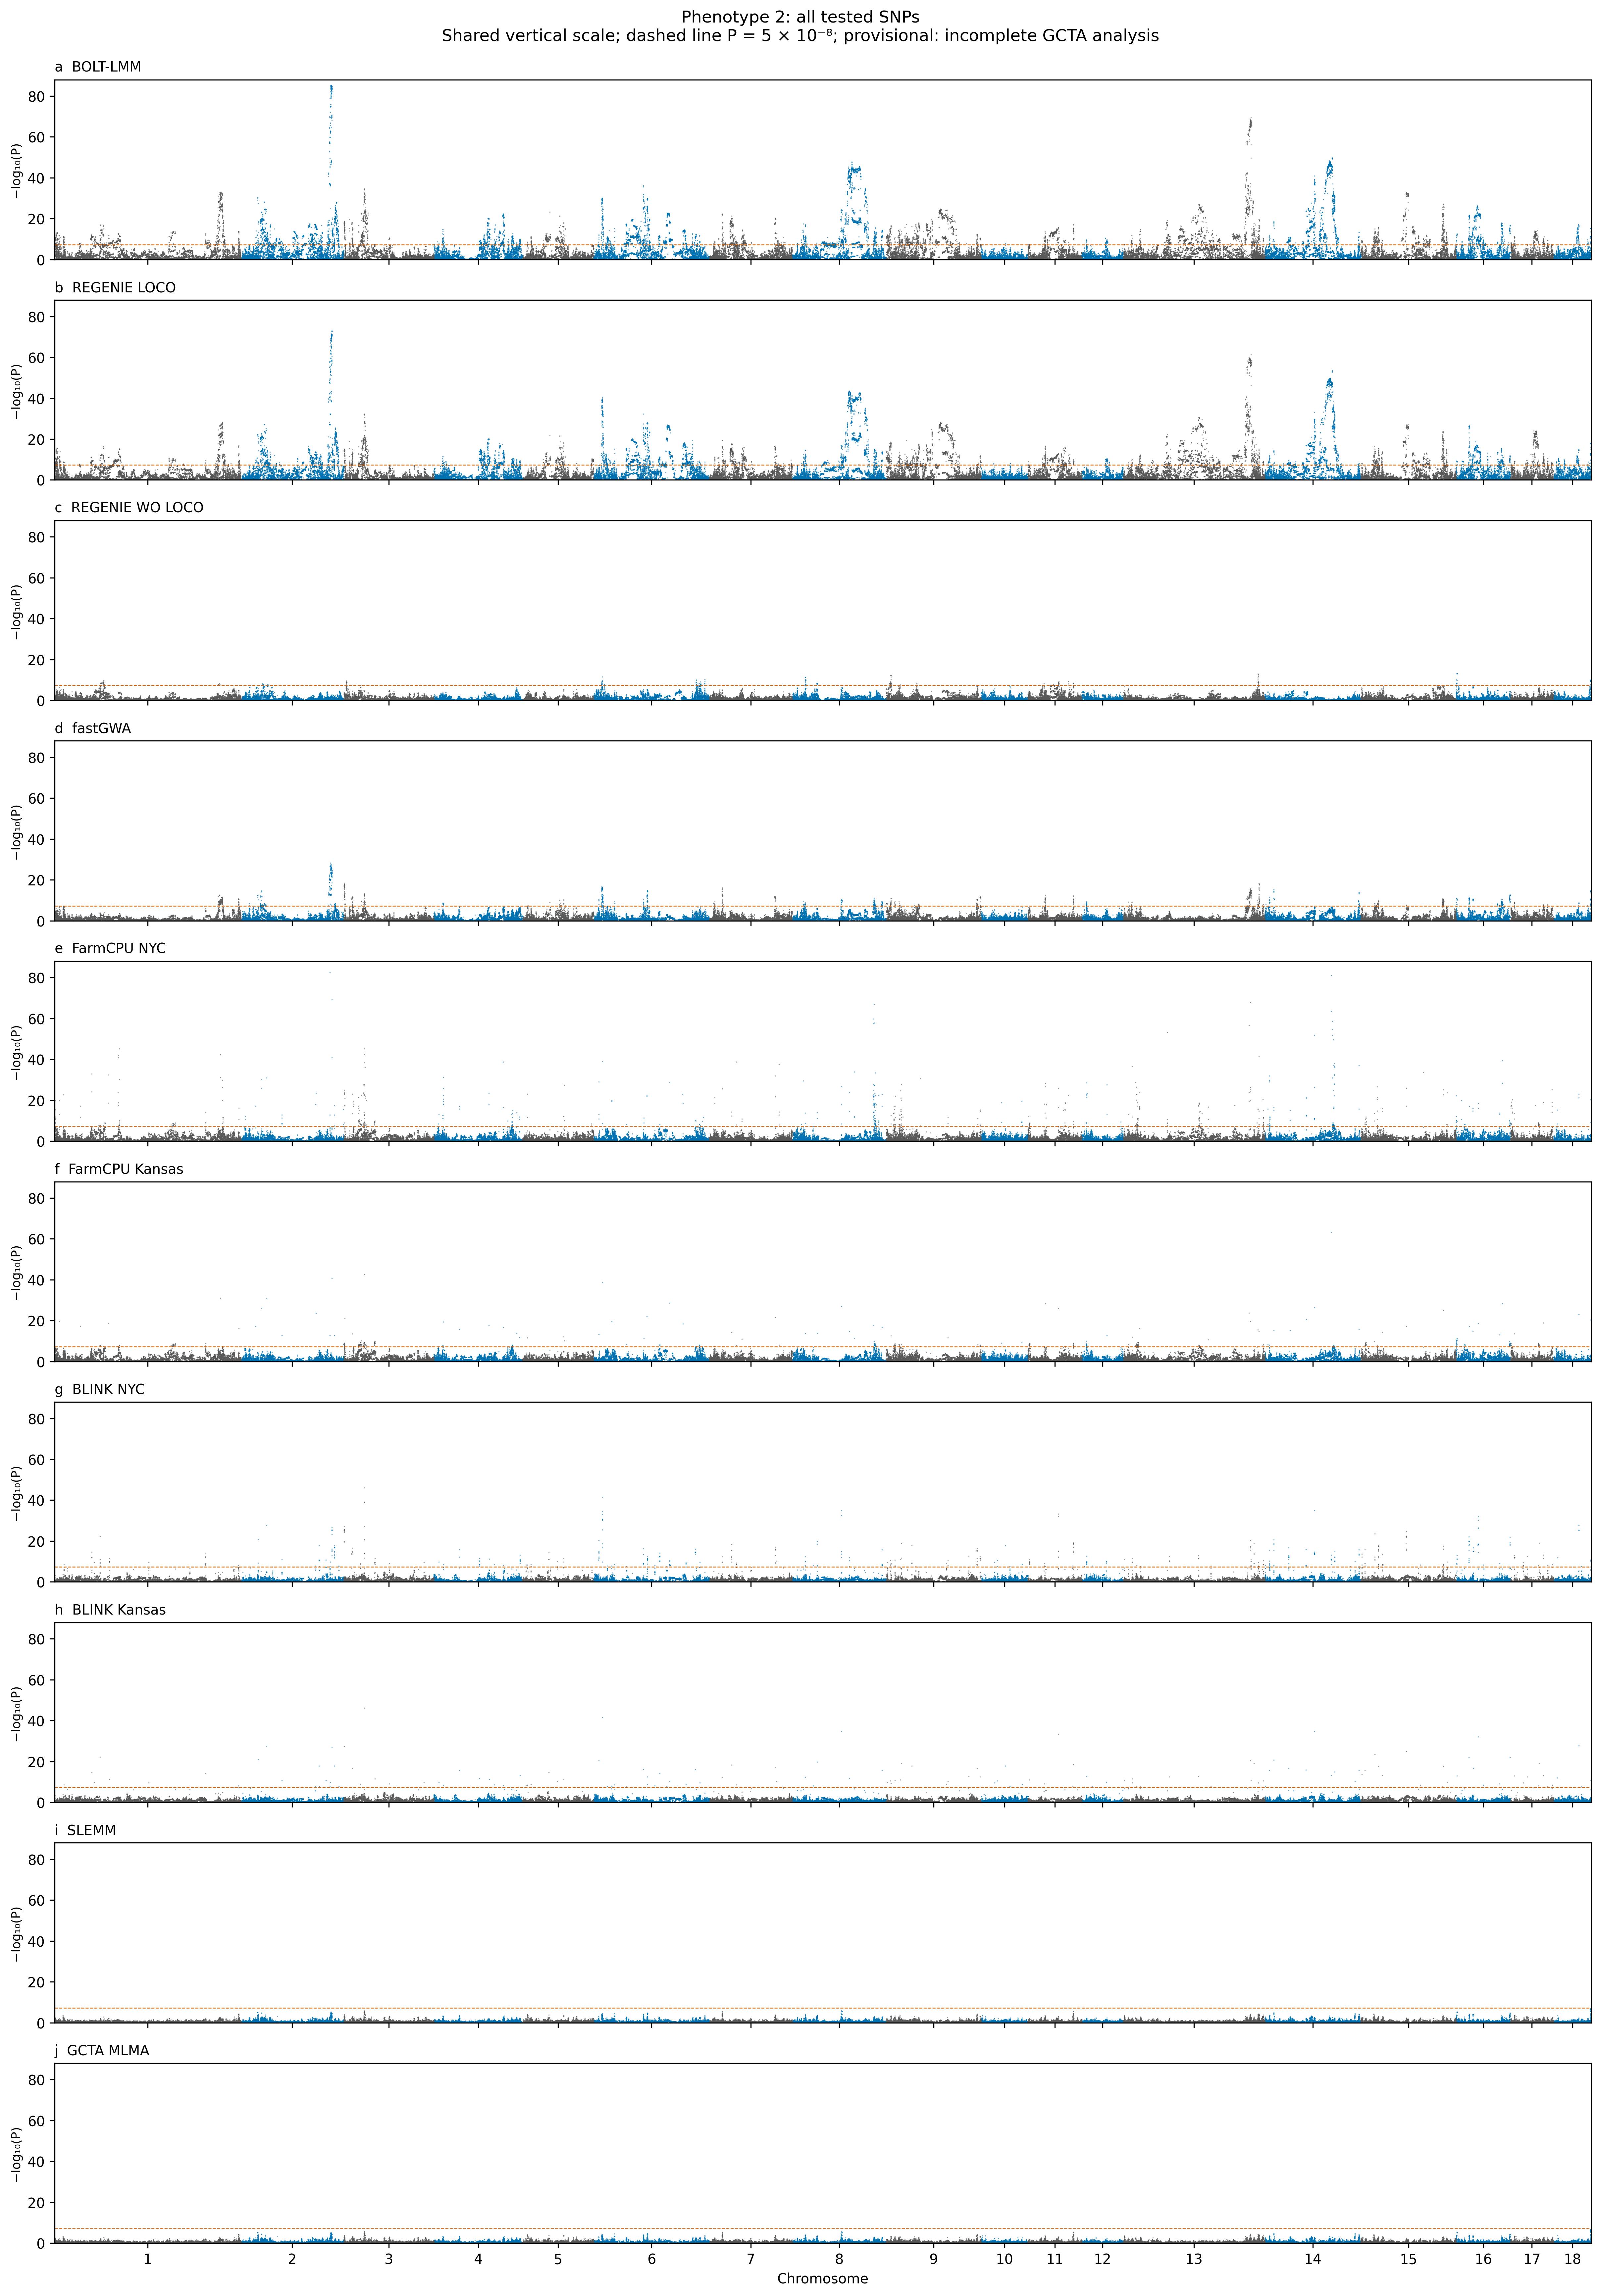 Phenotype 2: all tested SNPs
Shared vertical scale; dashed line P = 5 × 10⁻⁸; provisional: incomplete GCTA analysis
a BOLT-LMM
80
60
40
20
0
−log₁₀(P)
b REGENIE LOCO
80
60
40
20
0
−log₁₀(P)
c REGENIE WO LOCO
80
60
40
20
0
−log₁₀(P)
d fastGWA
80
60
40
20
0
−log₁₀(P)
e FarmCPU NYC
80
60
40
20
0
−log₁₀(P)
f FarmCPU Kansas
80
60
40
20
0
−log₁₀(P)
g BLINK NYC
80
60
40
20
0
−log₁₀(P)
h BLINK Kansas
80
60
40
20
0
−log₁₀(P)
i SLEMM
80
60
40
20
0
−log₁₀(P)
j GCTA MLMA
80
60
40
20
0
−log₁₀(P)
1 2 3 4 5 6 7 8 9 10 11 12 13 14 15 16 17 18
Chromosome